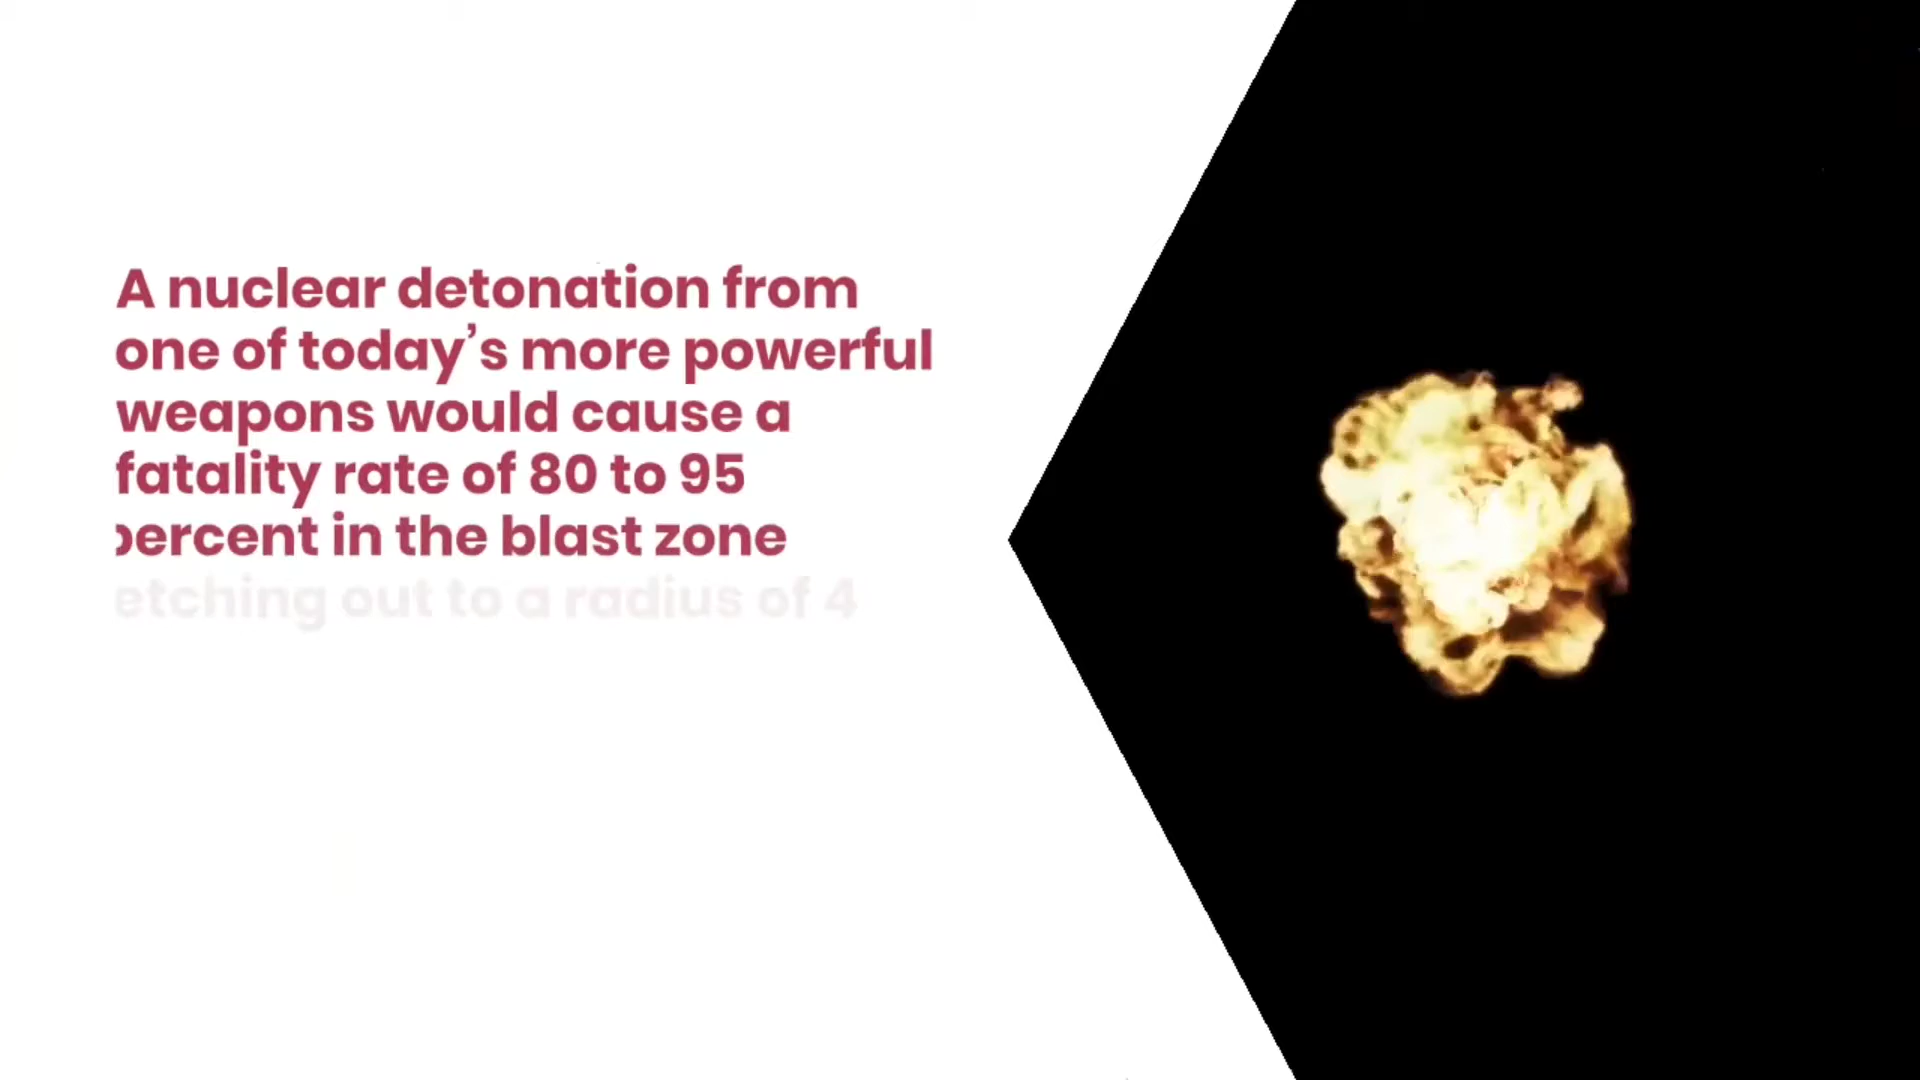 A nuclear detonation from
one of today’s more powerful
weapons would cause a
fatality rate of 80 to 95
percent in the blast zone
etching out to a radius of 4